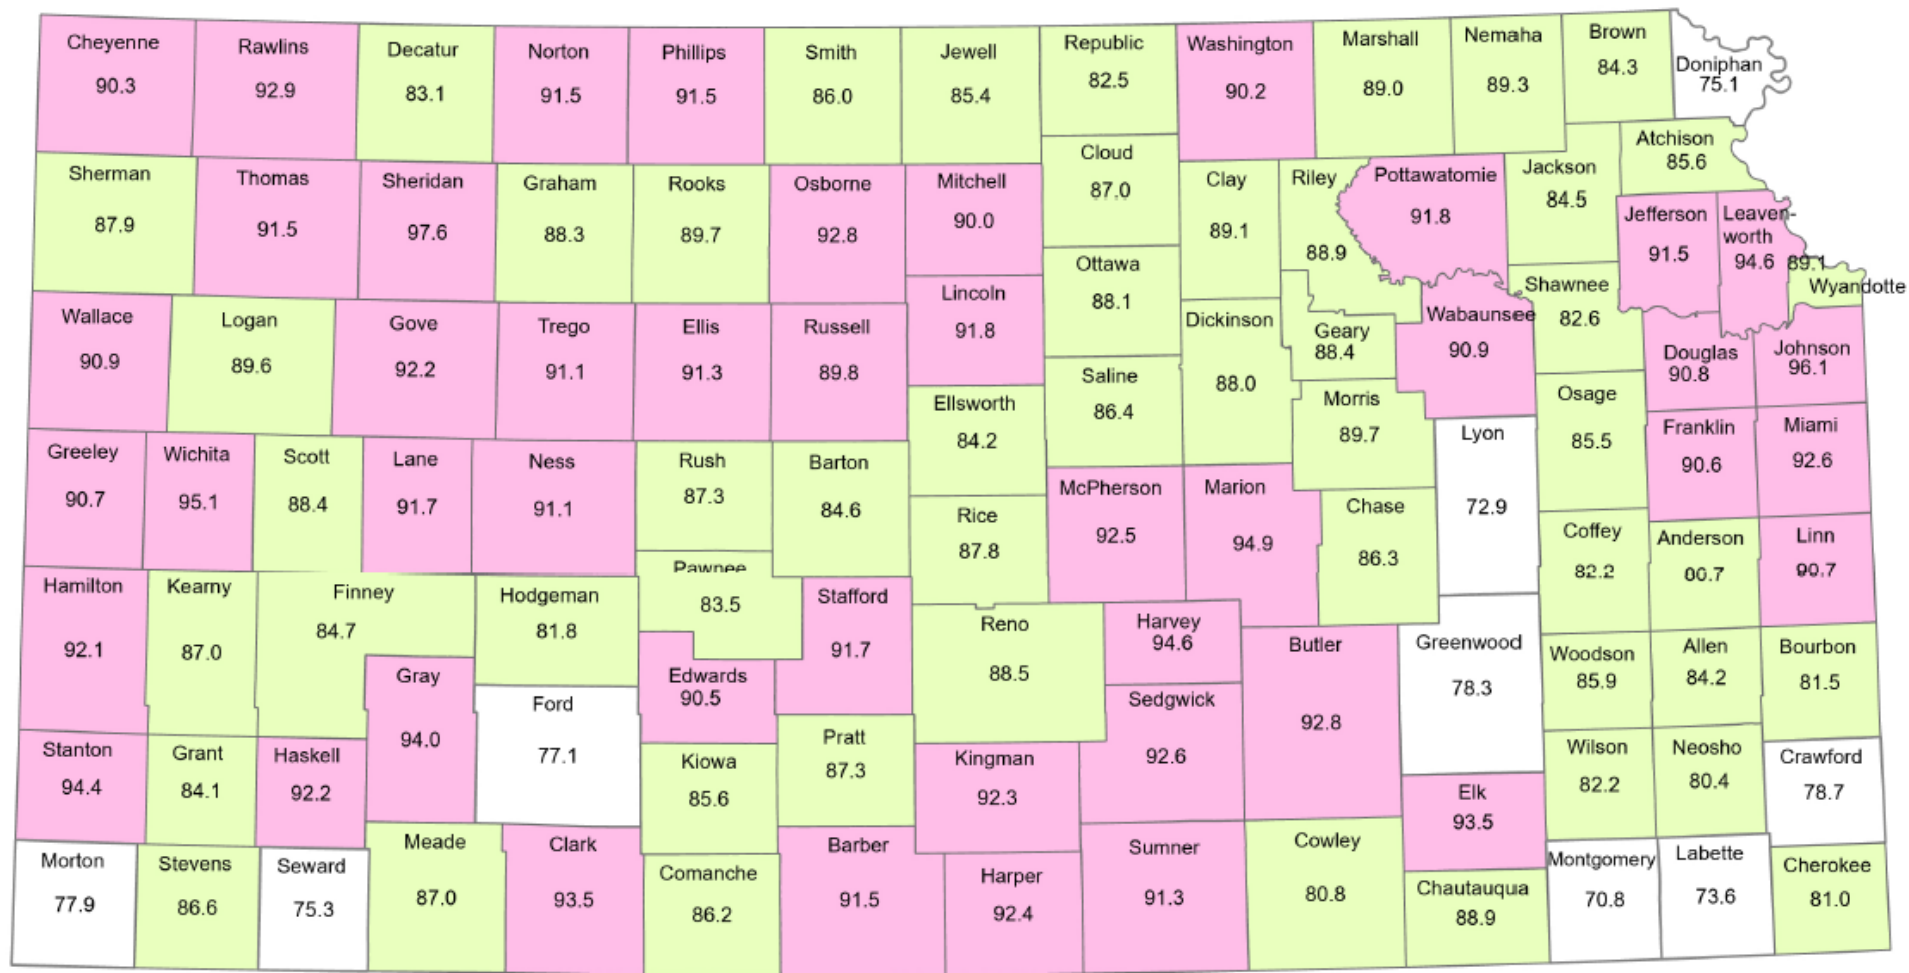 Cheyenne
90.3
Rawlins
92.9
Decatur
83.1
Norton
91.5
Phillips
91.5
Smith
86.0
Jewell
85.4
Republic
82.5
Washington
90.2
Marshall
89.0
Nemaha
89.3
Brown
84.3
Doniphan
75.1
Sherman
87.9
Thomas
91.5
Sheridan
97.6
Graham
88.3
Rooks
89.7
Osborne
92.8
Mitchell
90.0
Cloud
87.0
Clay
89.1
Riley
88.9
Pottawatomie
91.8
Jackson
84.5
Atchison
85.6
Jefferson
91.5
Leaven-
worth
94.6
89.1
Wyandotte
Wallace
90.9
Logan
89.6
Gove
92.2
Trego
91.1
Ellis
91.3
Russell
89.8
Lincoln
91.8
Ottawa
88.1
Saline
86.4
Dickinson
88.0
Geary
88.4
Wabaunsee
90.9
Shawnee
82.6
Douglas
90.8
Johnson
96.1
Greeley
90.7
Wichita
95.1
Scott
88.4
Lane
91.7
Ness
91.1
Rush
87.3
Barton
84.6
Ellsworth
84.2
Rice
87.8
McPherson
92.5
Marion
94.9
Morris
89.7
Chase
86.3
Lyon
72.9
Osage
85.5
Franklin
90.6
Miami
92.6
Hamilton
92.1
Kearny
87.0
Finney
84.7
Hodgeman
81.8
Pawnee
83.5
Stafford
91.7
Edwards
90.5
Reno
88.5
Harvey
94.6
Butler
92.8
Greenwood
78.3
Coffey
82.2
Anderson
Linn
90.7
Woodson
85.9
Allen
84.2
Bourbon
81.5
Gray
94.0
Ford
77.1
Kiowa
85.6
Pratt
87.3
Kingman
92.3
Sedgwick
92.6
Elk
93.5
Wilson
82.2
Neosho
80.4
Crawford
78.7
Stanton
94.4
Grant
84.1
Haskell
92.2
Morton
77.9
Stevens
86.6
Seward
75.3
Meade
87.0
Clark
93.5
Comanche
86.2
Barber
91.5
Harper
92.4
Sumner
91.3
Cowley
80.8
Chautauqua
88.9
Montgomery
70.8
Labette
73.6
Cherokee
81.0